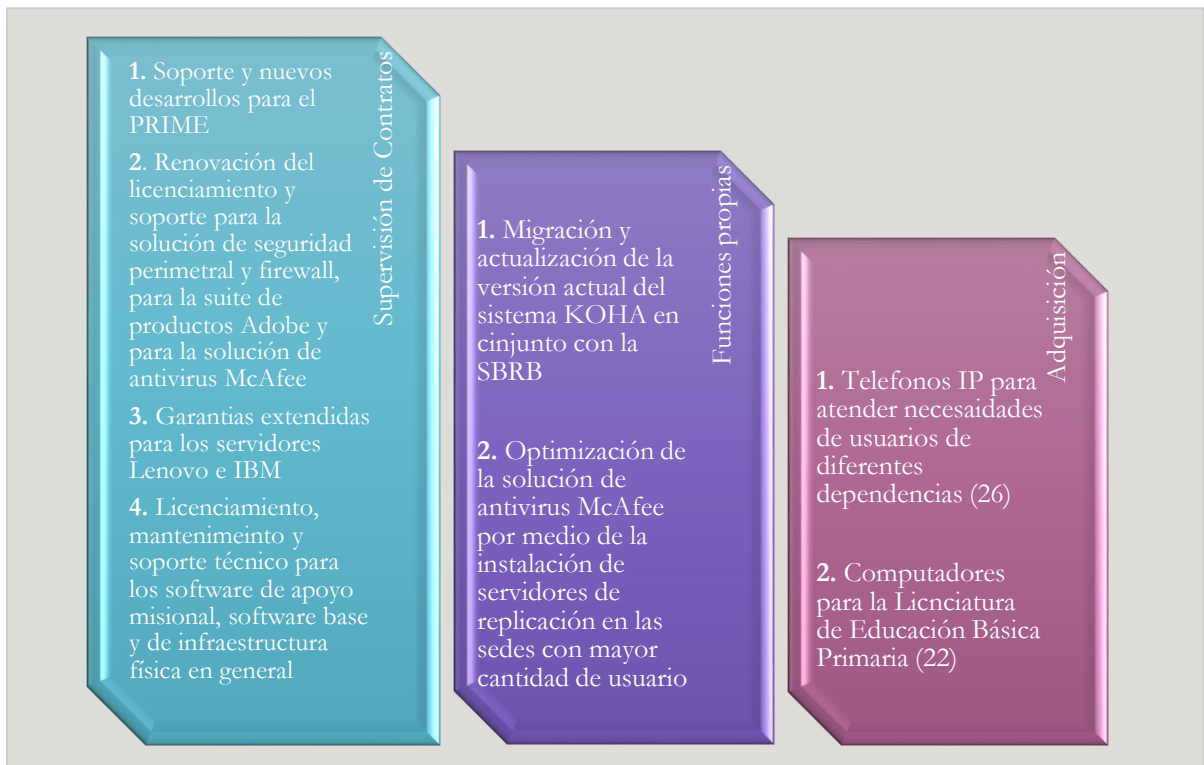 Supervisión de Contratos
1. Soporte y nuevos
desarrollos para el
PRIME
2. Renovación del
licenciamiento y
soporte para la
solución de seguridad
perimetral y firewall,
para la suite de
productos Adobe y
para la solución de
antivirus McAfee
3. Garantias extendidas
para los servidores
Lenovo e IBM
4. Licenciamiento,
mantenimeinto y
soporte técnico para
los software de apoyo
misional, software base
y de infraestructura
física en general
Funciones propias
1. Migración y
actualización de la
versión actual del
sistema KOHA en
cinjunto con la
SBRB
2. Optimización de
la solución de
antivirus McAfee
por medio de la
instalación de
servidores de
replicación en las
sedes con mayor
cantidad de usuario
Adquisición
1. Telefonos IP para
atender necesaidades
de usuarios de
diferentes
dependencias (26)
2. Computadores
para la Licnciatura
de Educación Básica
Primaria (22)